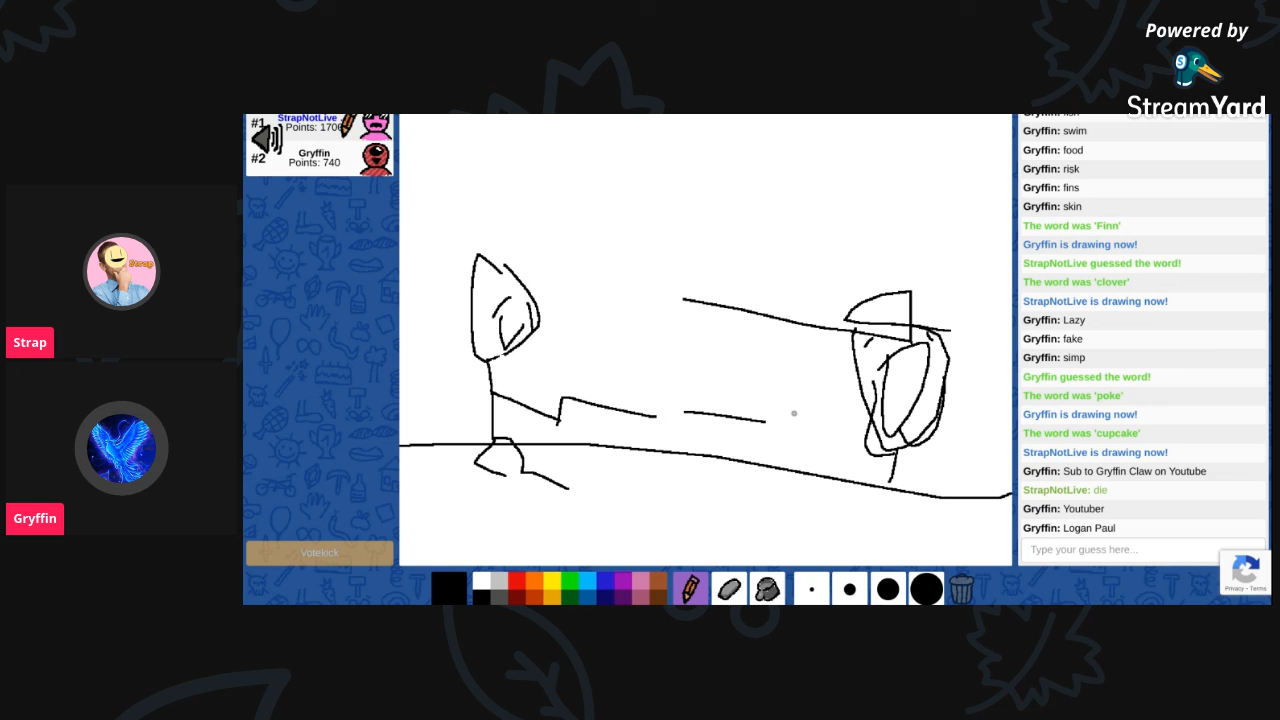 Powered by
StreamYard
#1
StrapNotLive
Points: 1700
#2
Gryffin
Points: 740
Strap
Strap
Gryffin
Votekick
Gryffin: swim
Gryffin: food
Gryffin: risk
Gryffin: fins
Gryffin: skin
The word was 'Finn'
Gryffin is drawing now!
StrapNotLive guessed the word!
The word was 'clover'
StrapNotLive is drawing now!
Gryffin: Lazy
Gryffin: fake
Gryffin: simp
Gryffin guessed the word!
The word was 'poke'
Gryffin is drawing now!
The word was 'cupcake'
StrapNotLive is drawing now!
Gryffin: Sub to Gryffin Claw on Youtube
StrapNotLive: die
Gryffin: Youtuber
Gryffin: Logan Paul
Type your guess here...
Privacy - Terms